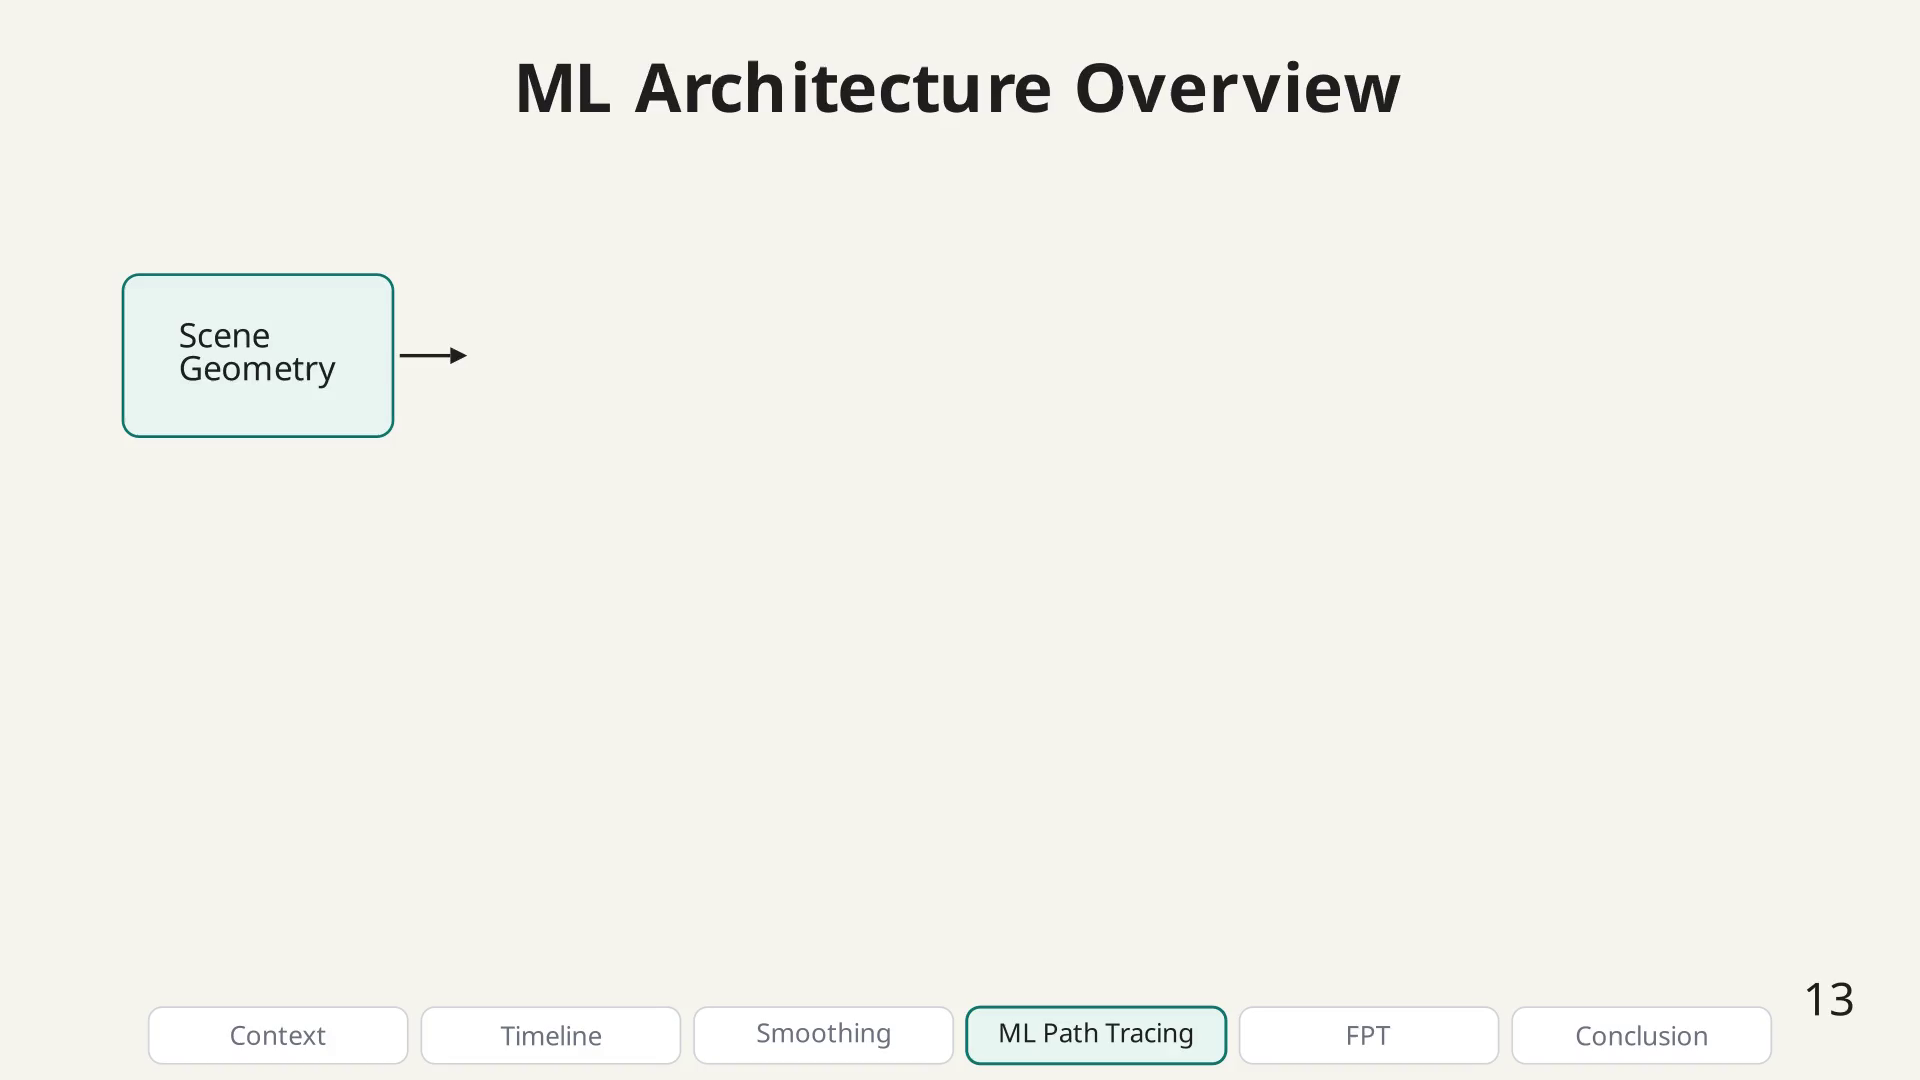 ML Architecture Overview
Scene
Geometry
13
Context
Timeline
Smoothing
ML Path Tracing
FPT
Conclusion